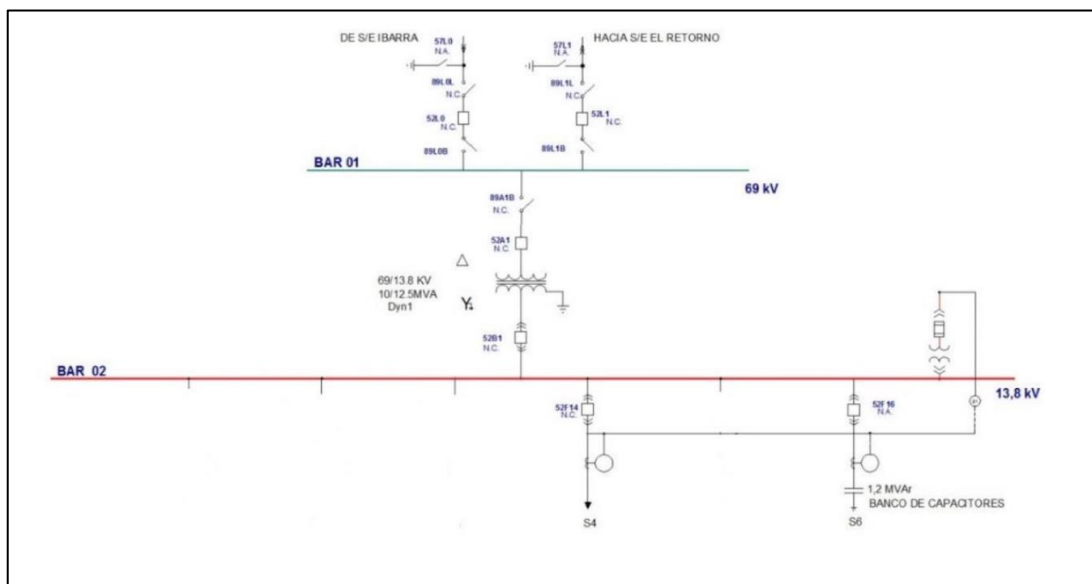 DE S/E IBARRA
HACIA S/E EL RETORNO
57L0
N.A.
57L1
N.A.
89L0L
N.C.
89L1L
N.C.
52L0
N.C.
52L1
N.C.
89L0B
89L1B
BAR 01
69 kV
89A1B
N.C.
52A1
N.C
69/13.8 KV
10/12.5MVA
Dyn1
52B1
N.C.
BAR 02
13,8 kV
52F14
N.C.
52F16
N.A.
1,2 MVAr
BANCO DE CAPACITORES
S4
S6